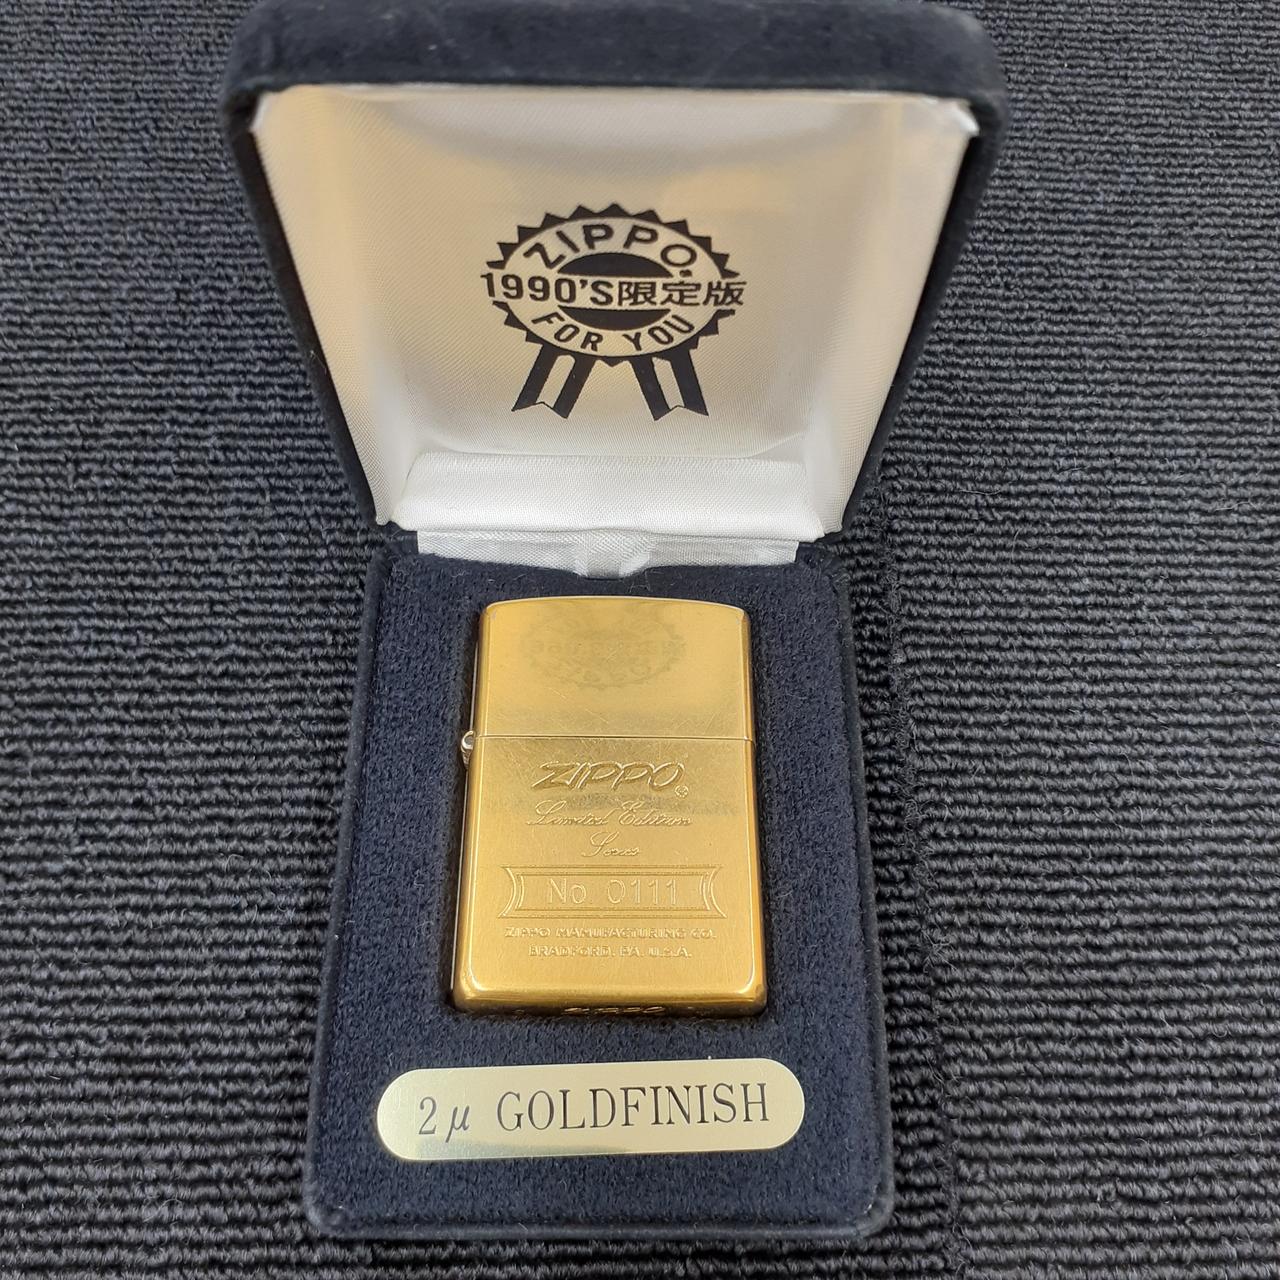 ZIPPO
1990'S限定版
FOR YOU
ZIPPO®
Limited Edition
Series
No. 0111
ZIPPO MANUFACTURING CO.
BRADFORD. PA. U.S.A.
ZIPPO
2μ GOLDFINISH